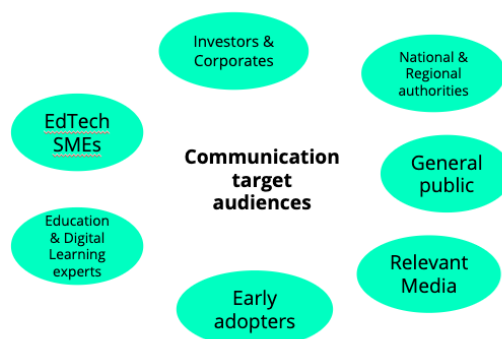 Investors &
Corporates
National &
Regional
authorities
EdTech
SMEs
Communication
target
audiences
General
public
Education
& Digital
Learning
experts
Relevant
Media
Early
adopters